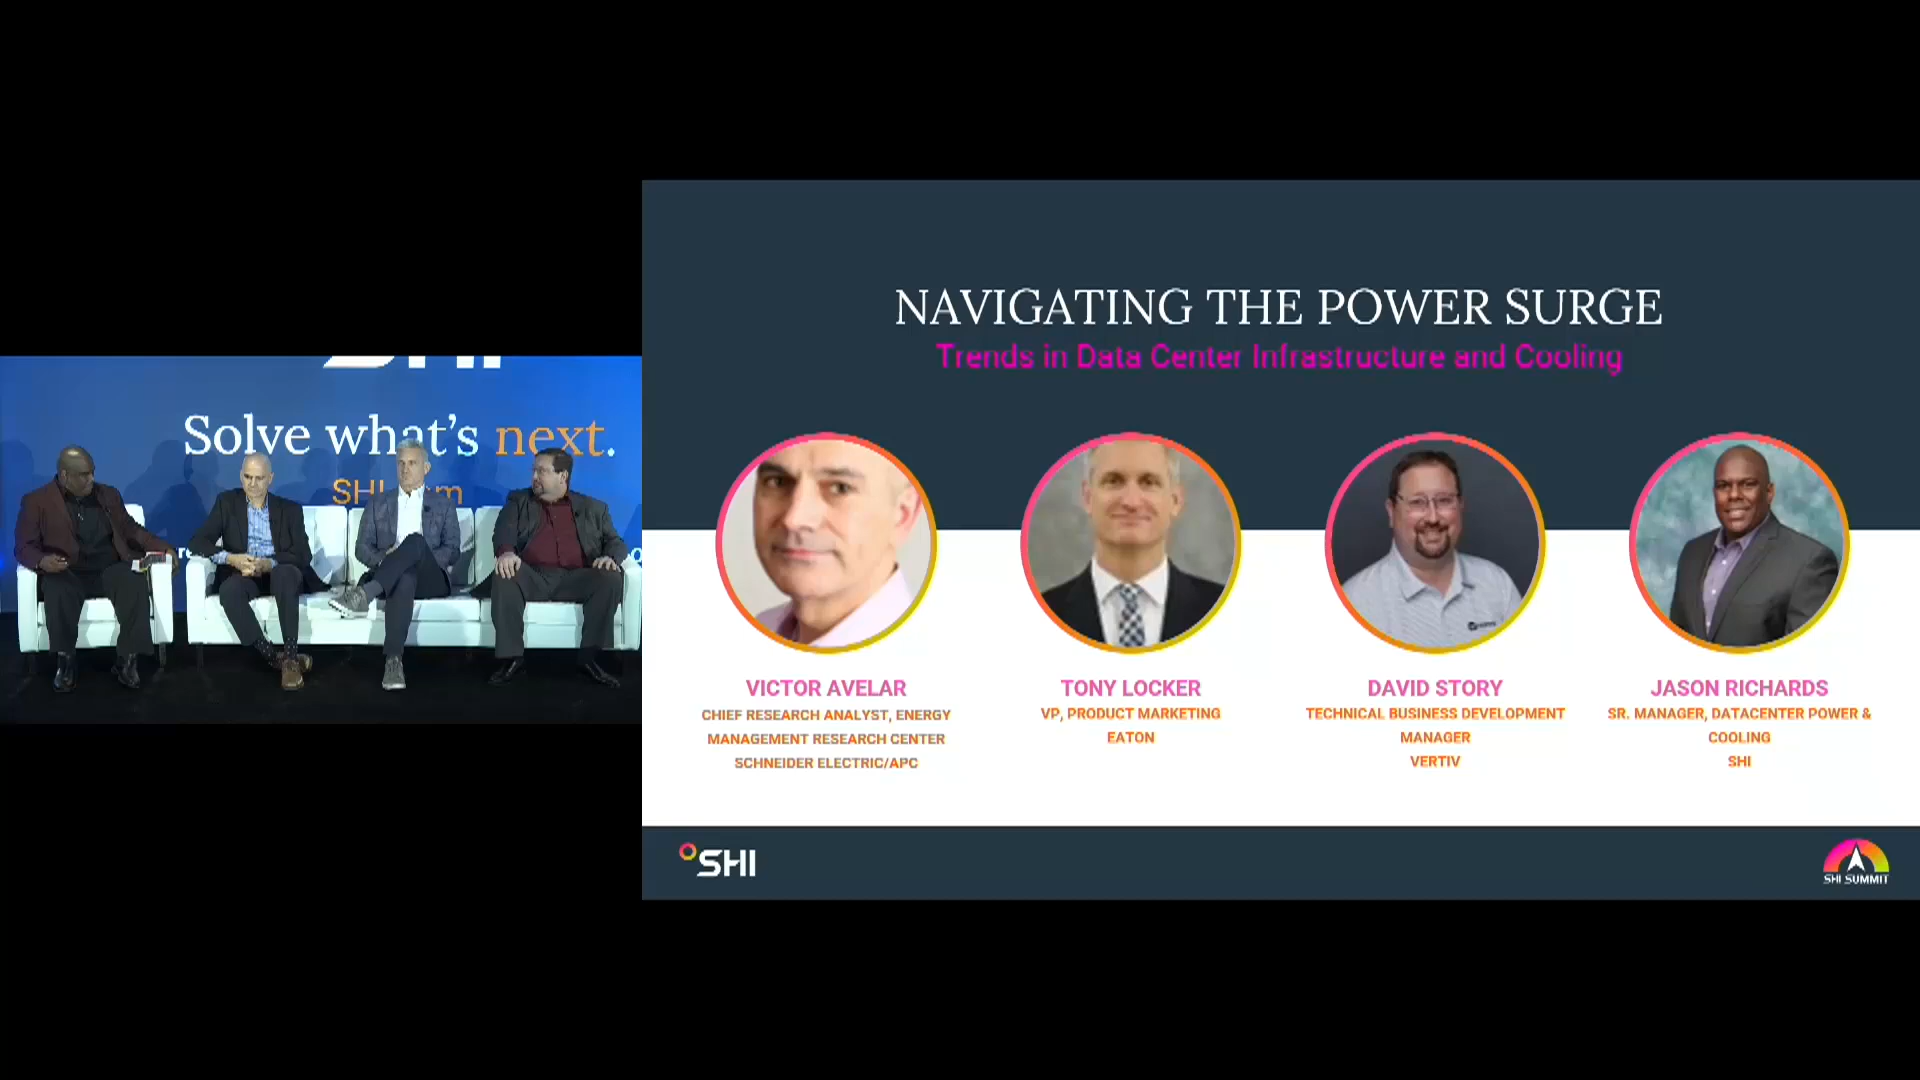 SHI
Solve what's next.
NAVIGATING THE POWER SURGE
Trends in Data Center Infrastructure and Cooling
VICTOR AVELAR
CHIEF RESEARCH ANALYST, ENERGY
MANAGEMENT RESEARCH CENTER
SCHNEIDER ELECTRIC/APC
TONY LOCKER
VP, PRODUCT MARKETING
EATON
DAVID STORY
TECHNICAL BUSINESS DEVELOPMENT
MANAGER
VERTIV
JASON RICHARDS
SR. MANAGER, DATACENTER POWER &
COOLING
SHI
SHI
SHI SUMMIT